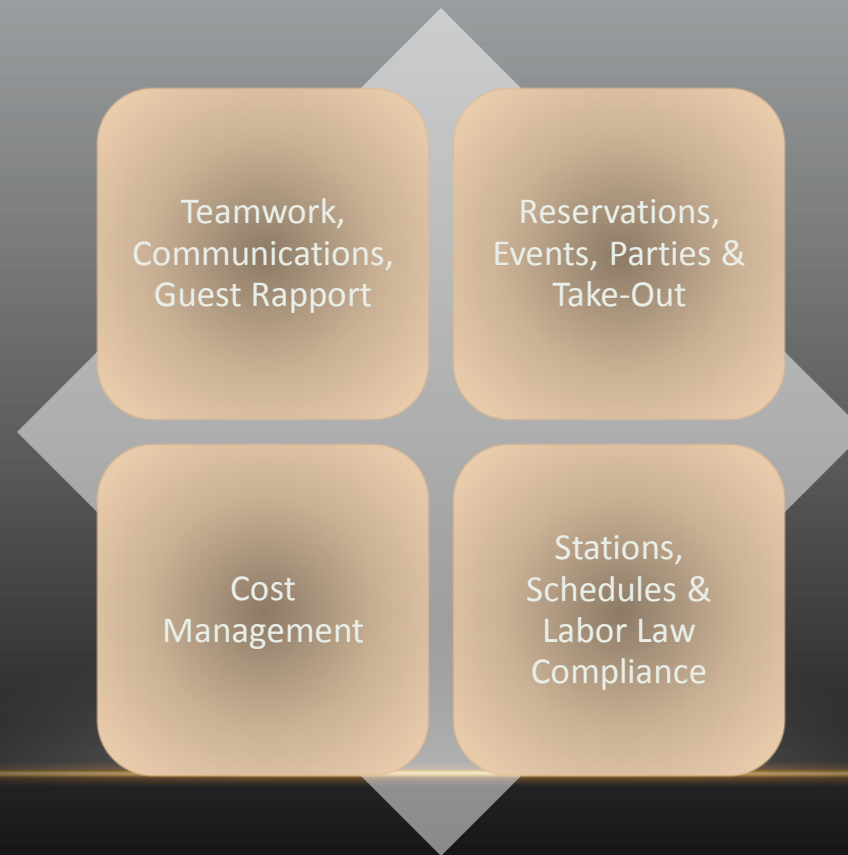 Teamwork,
Communications,
Guest Rapport
Reservations,
Events, Parties &
Take-Out
Cost
Management
Stations,
Schedules &
Labor Law
Compliance